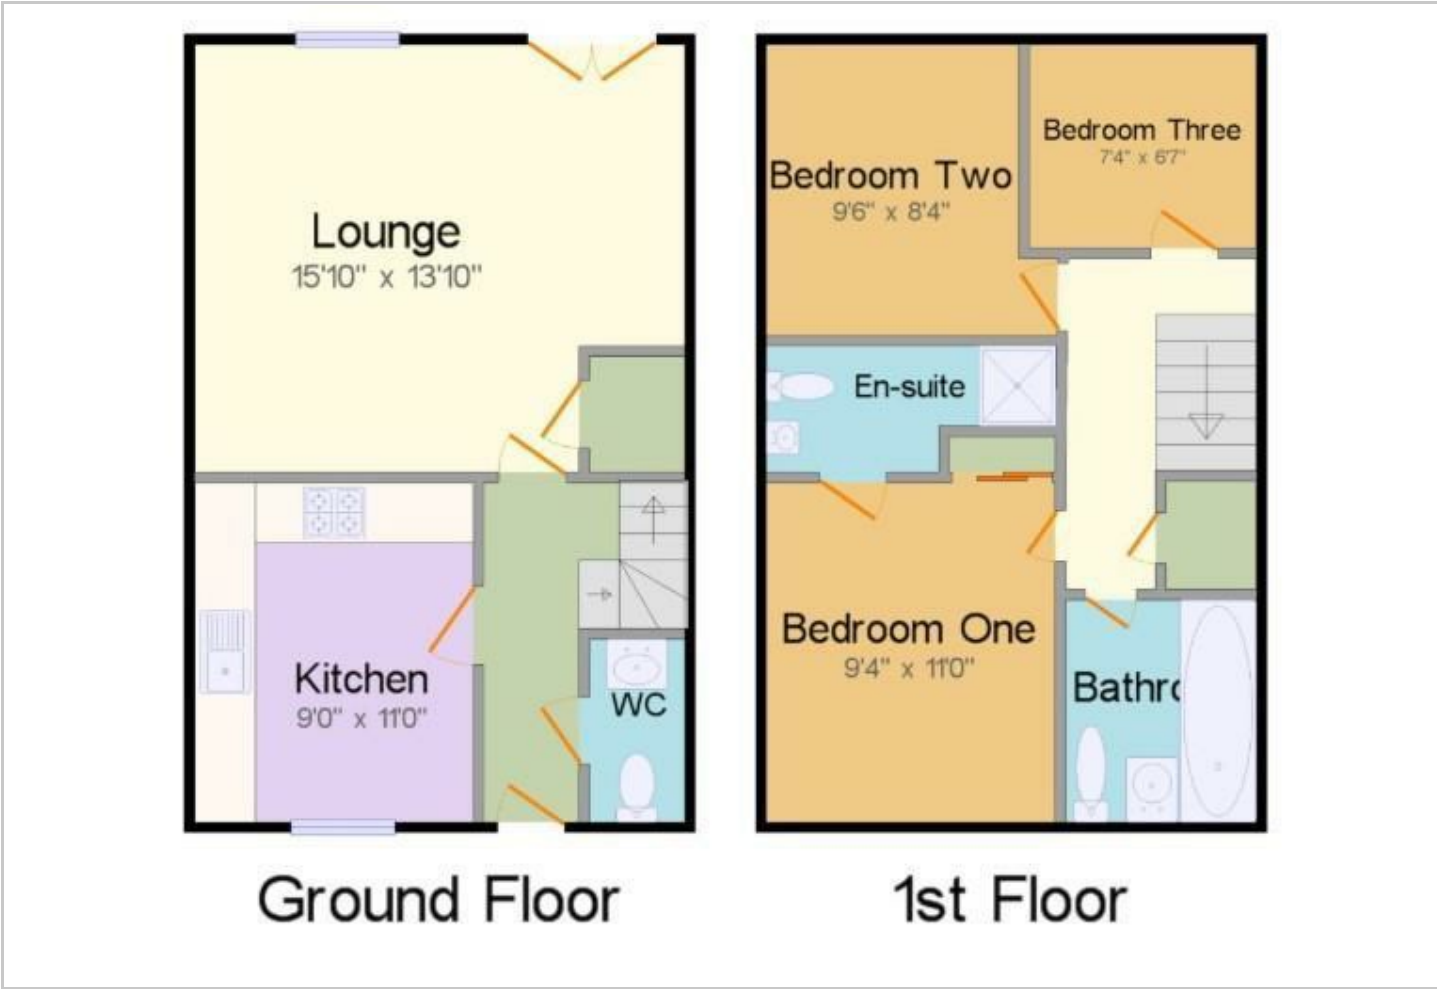 Lounge
15'10" x 13'10"
Kitchen
9'0" x 11'0"
WC
Ground Floor
Bedroom Two
9'6" x 8'4"
Bedroom Three
7'4" x 6'7"
En-suite
Bedroom One
9'4" x 11'0"
Bathro
1st Floor